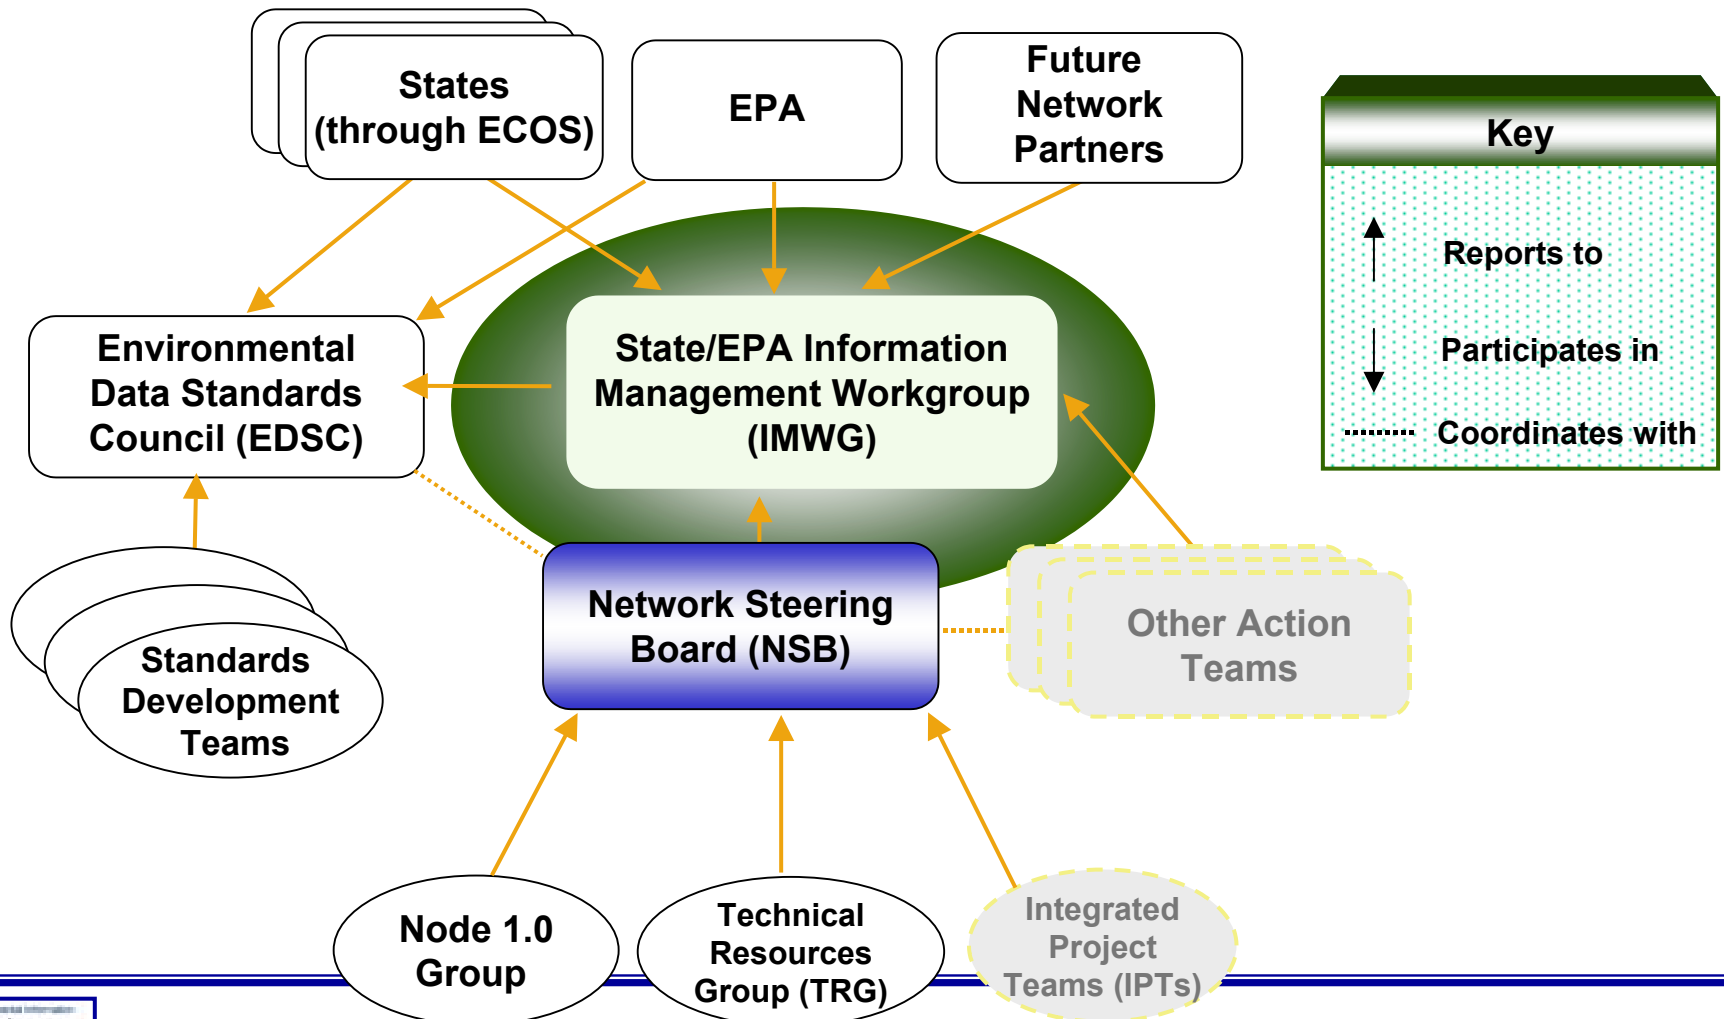 States
(through ECOS)
EPA
Future
Network
Partners
Key
Reports to
Participates in
Coordinates with
Environmental
Data Standards
Council (EDSC)
State/EPA Information
Management Workgroup
(IMWG)
Network Steering
Board (NSB)
Other Action
Teams
Standards
Development
Teams
Node 1.0
Group
Technical
Resources
Group (TRG)
Integrated
Project
Teams (IPTs)